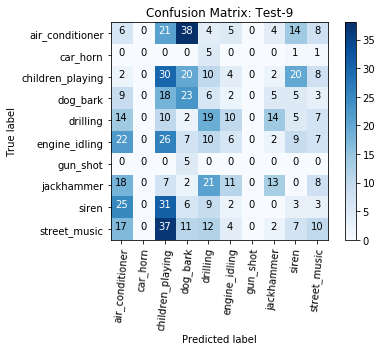 Confusion Matrix: Test-9
True label
air_conditioner 6 0 21 38 4 5 0 4 14 8
car_horn 0 0 0 0 5 0 0 0 1 1
children_playing 2 0 30 20 10 4 0 2 20 8
dog_bark 9 0 18 23 6 2 0 5 5 3
drilling 14 0 10 2 19 10 0 14 5 7
engine_idling 22 0 26 7 10 6 0 2 9 7
gun_shot 0 0 0 5 0 0 0 0 0 0
jackhammer 18 0 7 2 21 11 0 13 0 8
siren 25 0 31 6 9 2 0 0 3 3
street_music 17 0 37 11 12 4 0 2 7 10
air_conditioner car_horn children_playing dog_bark drilling engine_idling gun_shot jackhammer siren street_music
Predicted label
35
30
25
20
15
10
5
0